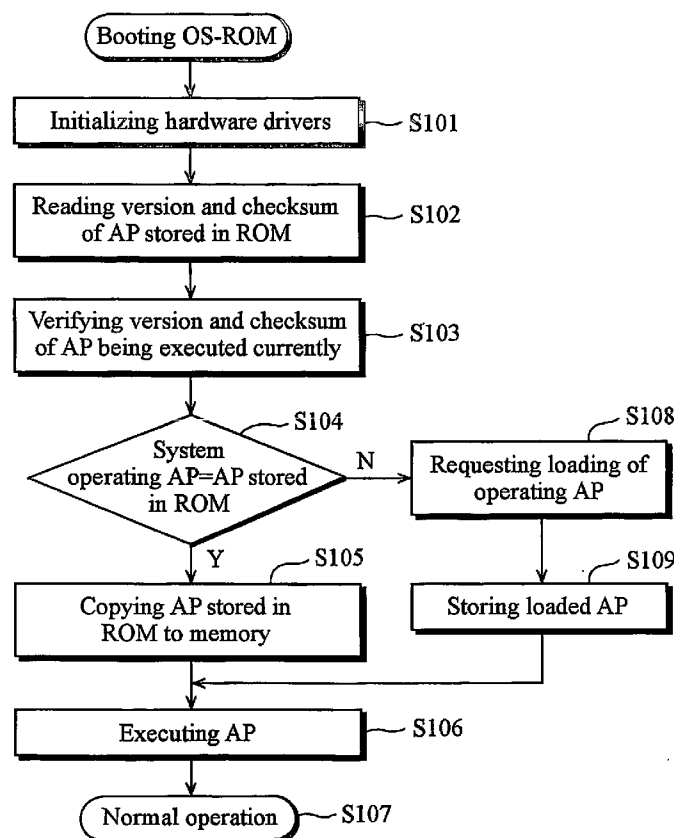 Booting OS-ROM
Initializing hardware drivers
S101
Reading version and checksum
of AP stored in ROM
S102
Verifying version and checksum
of AP being executed currently
S103
S104
System
operating AP=AP stored
in ROM
N
Y
S108
Requesting loading of
operating AP
S105
Copying AP stored in
ROM to memory
S109
Storing loaded AP
Executing AP
S106
Normal operation
S107